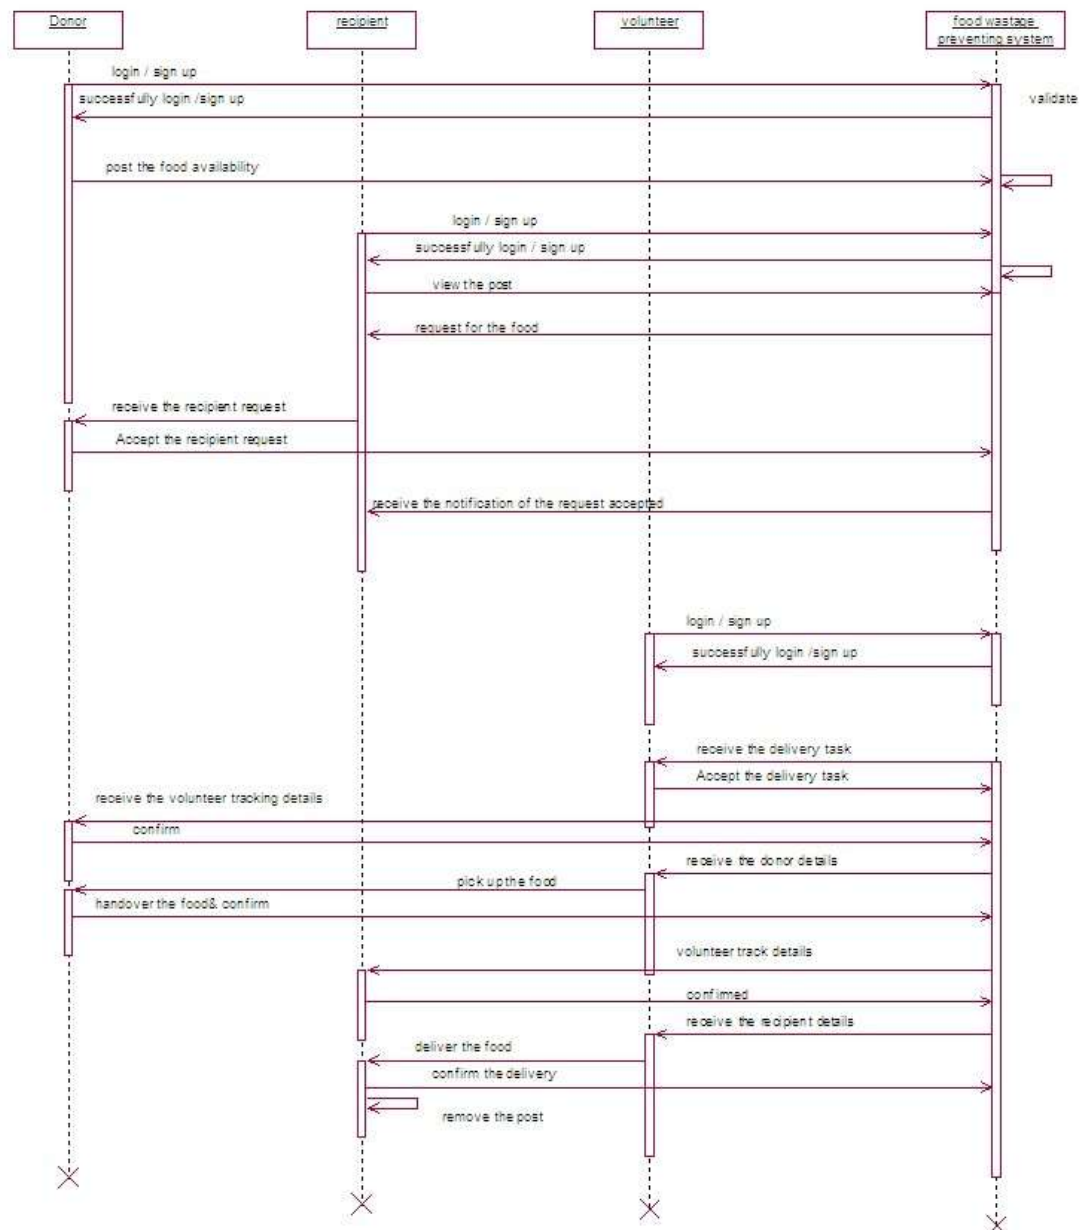 Donor
recipient
volunteer
food wastage
preventing system
login / sign up
successfully login /sign up
validate
post the food availability
login / sign up
successfully login / sign up
view the post
request for the food
receive the recipient request
Accept the recipient request
receive the notification of the request accepted
login / sign up
successfully login /sign up
receive the delivery task
Accept the delivery task
receive the volunteer tracking details
confirm
receive the donor details
pick up the food
handover the food& confirm
volunteer track details
confirmed
receive the recipient details
deliver the food
confirm the delivery
remove the post